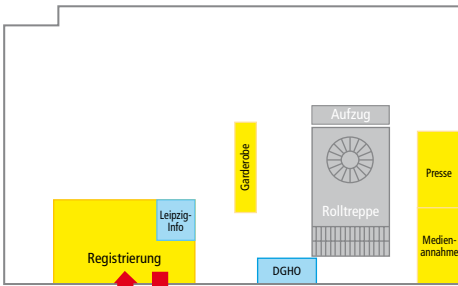 Aufzug
Garderobe
Presse
Leipzig-
Info
Rolltreppe
Medien-
annahme
Registrierung
DGHO